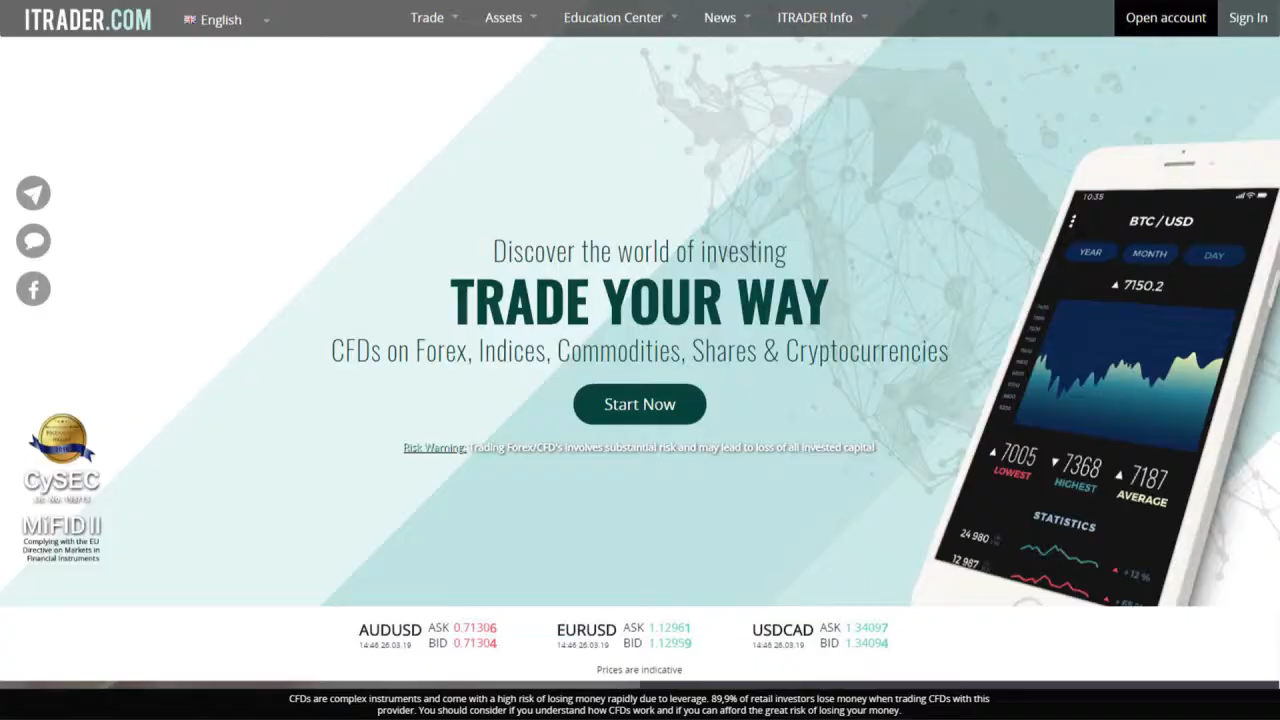 ITRADER.COM
English
Trade
Assets
Education Center
News
ITRADER Info
Open account
Sign In
Discover the world of investing
TRADE YOUR WAY
CFDs on Forex, Indices, Commodities, Shares & Cryptocurrencies
Start Now
Risk Warning: Trading Forex/CFD's involves substantial risk and may lead to loss of all invested capital
CySEC
MiFID II
Complying with the EU
Directive on Markets in
Financial Instruments
10:35
BTC / USD
YEAR
MONTH
DAY
7150.2
7005
LOWEST
7368
HIGHEST
7187
AVERAGE
STATISTICS
24 980
12 987
+12 %
AUDUSD ASK 0.71306
14:46 26.03.19 BID 0.71304
EURUSD ASK 1.12961
14:46 26.03.19 BID 1.12959
USDCAD ASK 1.34097
14:46 26.03.19 BID 1.34094
Prices are indicative
CFDs are complex instruments and come with a high risk of losing money rapidly due to leverage. 89,9% of retail investors lose money when trading CFDs with this
provider. You should consider if you understand how CFDs work and if you can afford the great risk of losing your money.